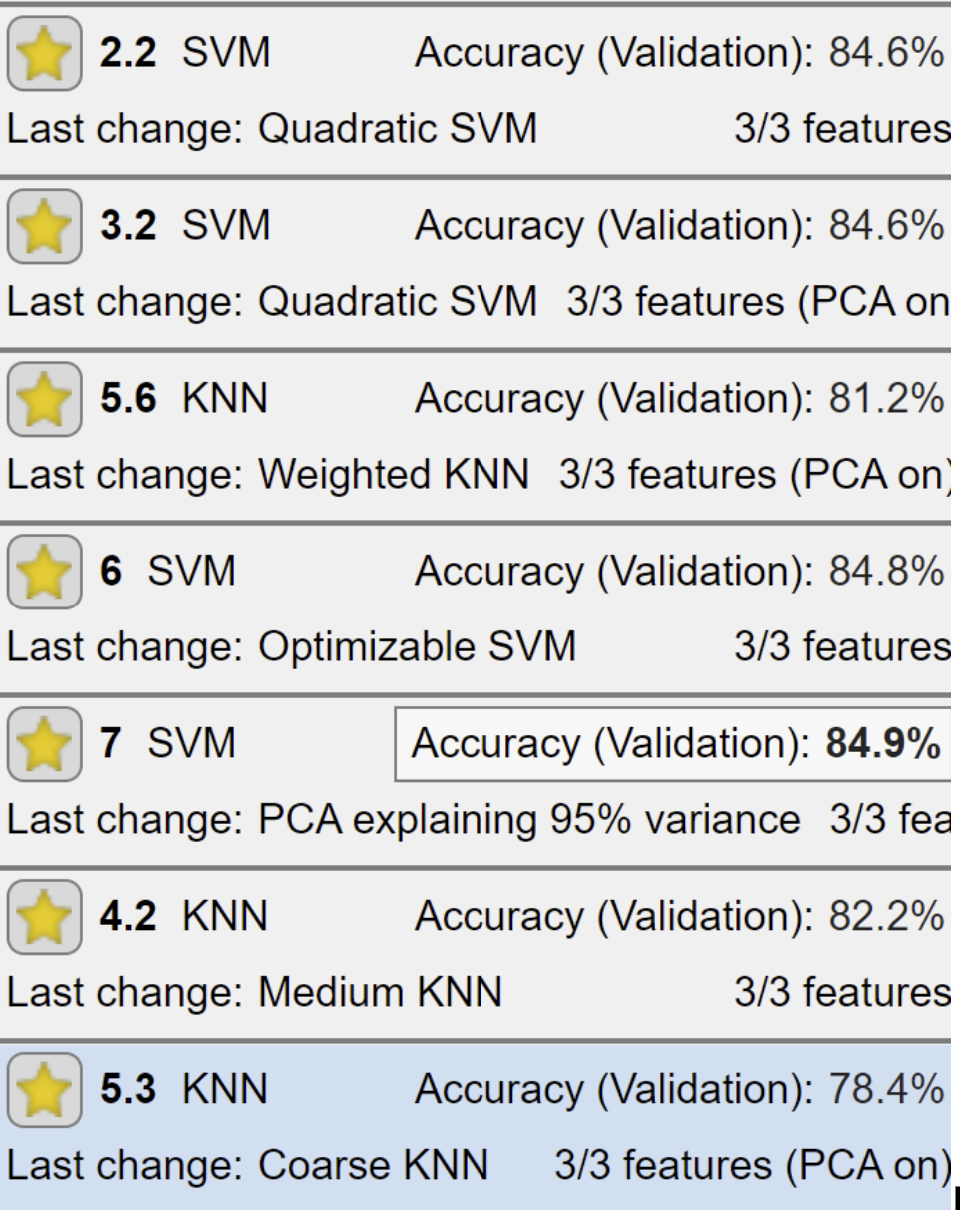 2.2 SVM Accuracy (Validation): 84.6%
Last change: Quadratic SVM 3/3 features
3.2 SVM Accuracy (Validation): 84.6%
Last change: Quadratic SVM 3/3 features (PCA on
5.6 KNN Accuracy (Validation): 81.2%
Last change: Weighted KNN 3/3 features (PCA on)
6 SVM Accuracy (Validation): 84.8%
Last change: Optimizable SVM 3/3 features
7 SVM Accuracy (Validation): 84.9%
Last change: PCA explaining 95% variance 3/3 fea
4.2 KNN Accuracy (Validation): 82.2%
Last change: Medium KNN 3/3 features
5.3 KNN Accuracy (Validation): 78.4%
Last change: Coarse KNN 3/3 features (PCA on)